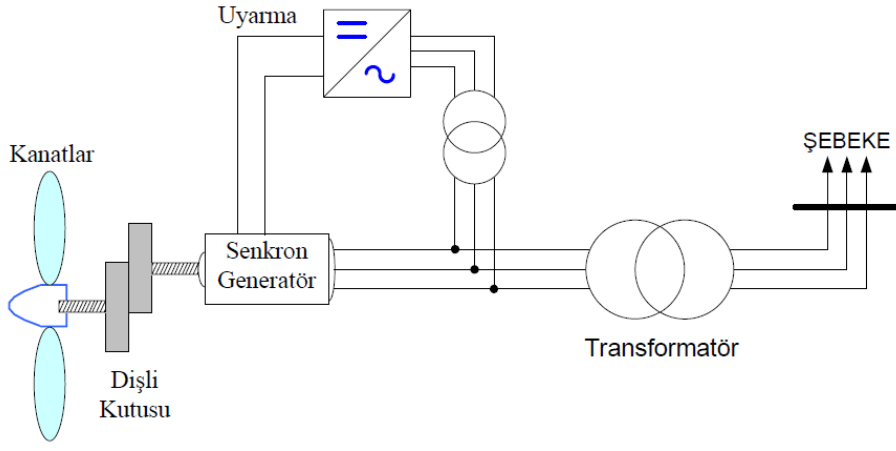 Uyarma
Kanatlar
ŞEBEKE
Senkron
Generatör
Transformatör
Dişli
Kutusu